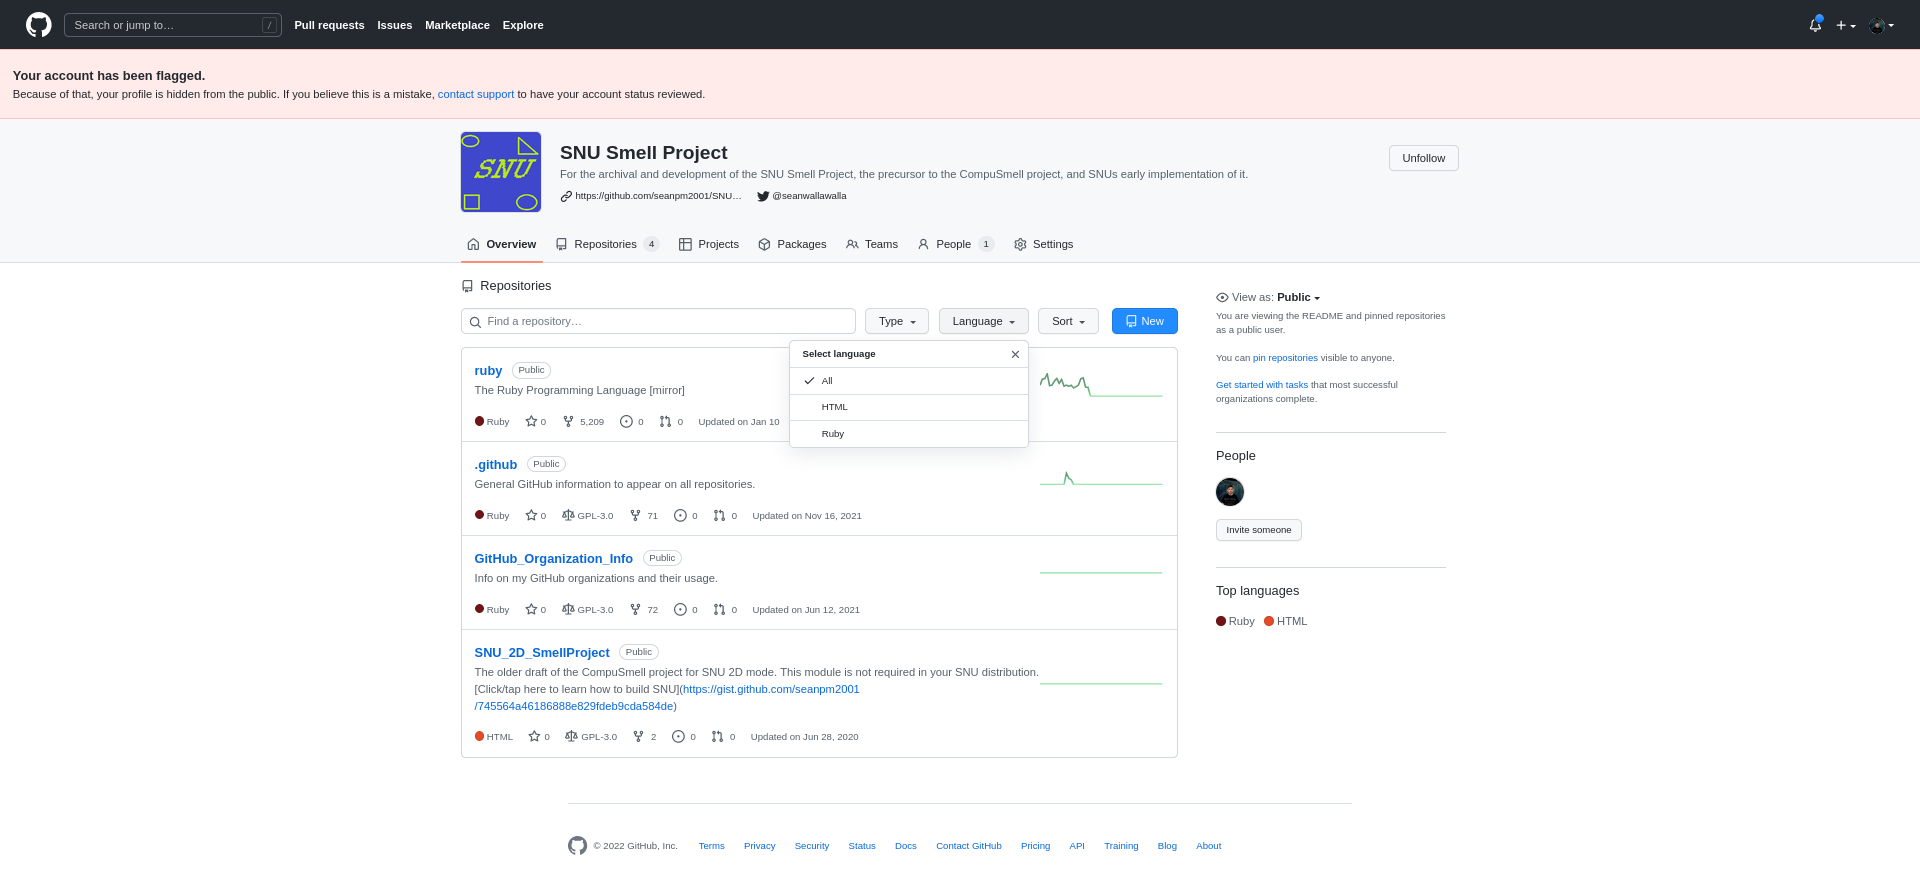 Search or jump to… / Pull requests Issues Marketplace Explore
Your account has been flagged.
Because of that, your profile is hidden from the public. If you believe this is a mistake, contact support to have your account status reviewed.
SNU
SNU Smell Project
For the archival and development of the SNU Smell Project, the precursor to the CompuSmell project, and SNUs early implementation of it.
https://github.com/seanpm2001/SNU… @seanwallawalla
Unfollow
Overview Repositories 4 Projects Packages Teams People 1 Settings
Repositories
Find a repository… Type Language Sort New
Select language
All
HTML
Ruby
ruby Public
The Ruby Programming Language [mirror]
Ruby 0 5,209 0 0 Updated on Jan 10
.github Public
General GitHub information to appear on all repositories.
Ruby 0 GPL-3.0 71 0 0 Updated on Nov 16, 2021
GitHub_Organization_Info Public
Info on my GitHub organizations and their usage.
Ruby 0 GPL-3.0 72 0 0 Updated on Jun 12, 2021
SNU_2D_SmellProject Public
The older draft of the CompuSmell project for SNU 2D mode. This module is not required in your SNU distribution.
[Click/tap here to learn how to build SNU](https://gist.github.com/seanpm2001
/745564a46186888e829fdeb9cda584de)
HTML 0 GPL-3.0 2 0 0 Updated on Jun 28, 2020
View as: Public
You are viewing the README and pinned repositories
as a public user.
You can pin repositories visible to anyone.
Get started with tasks that most successful
organizations complete.
People
Invite someone
Top languages
Ruby HTML
© 2022 GitHub, Inc. Terms Privacy Security Status Docs Contact GitHub Pricing API Training Blog About